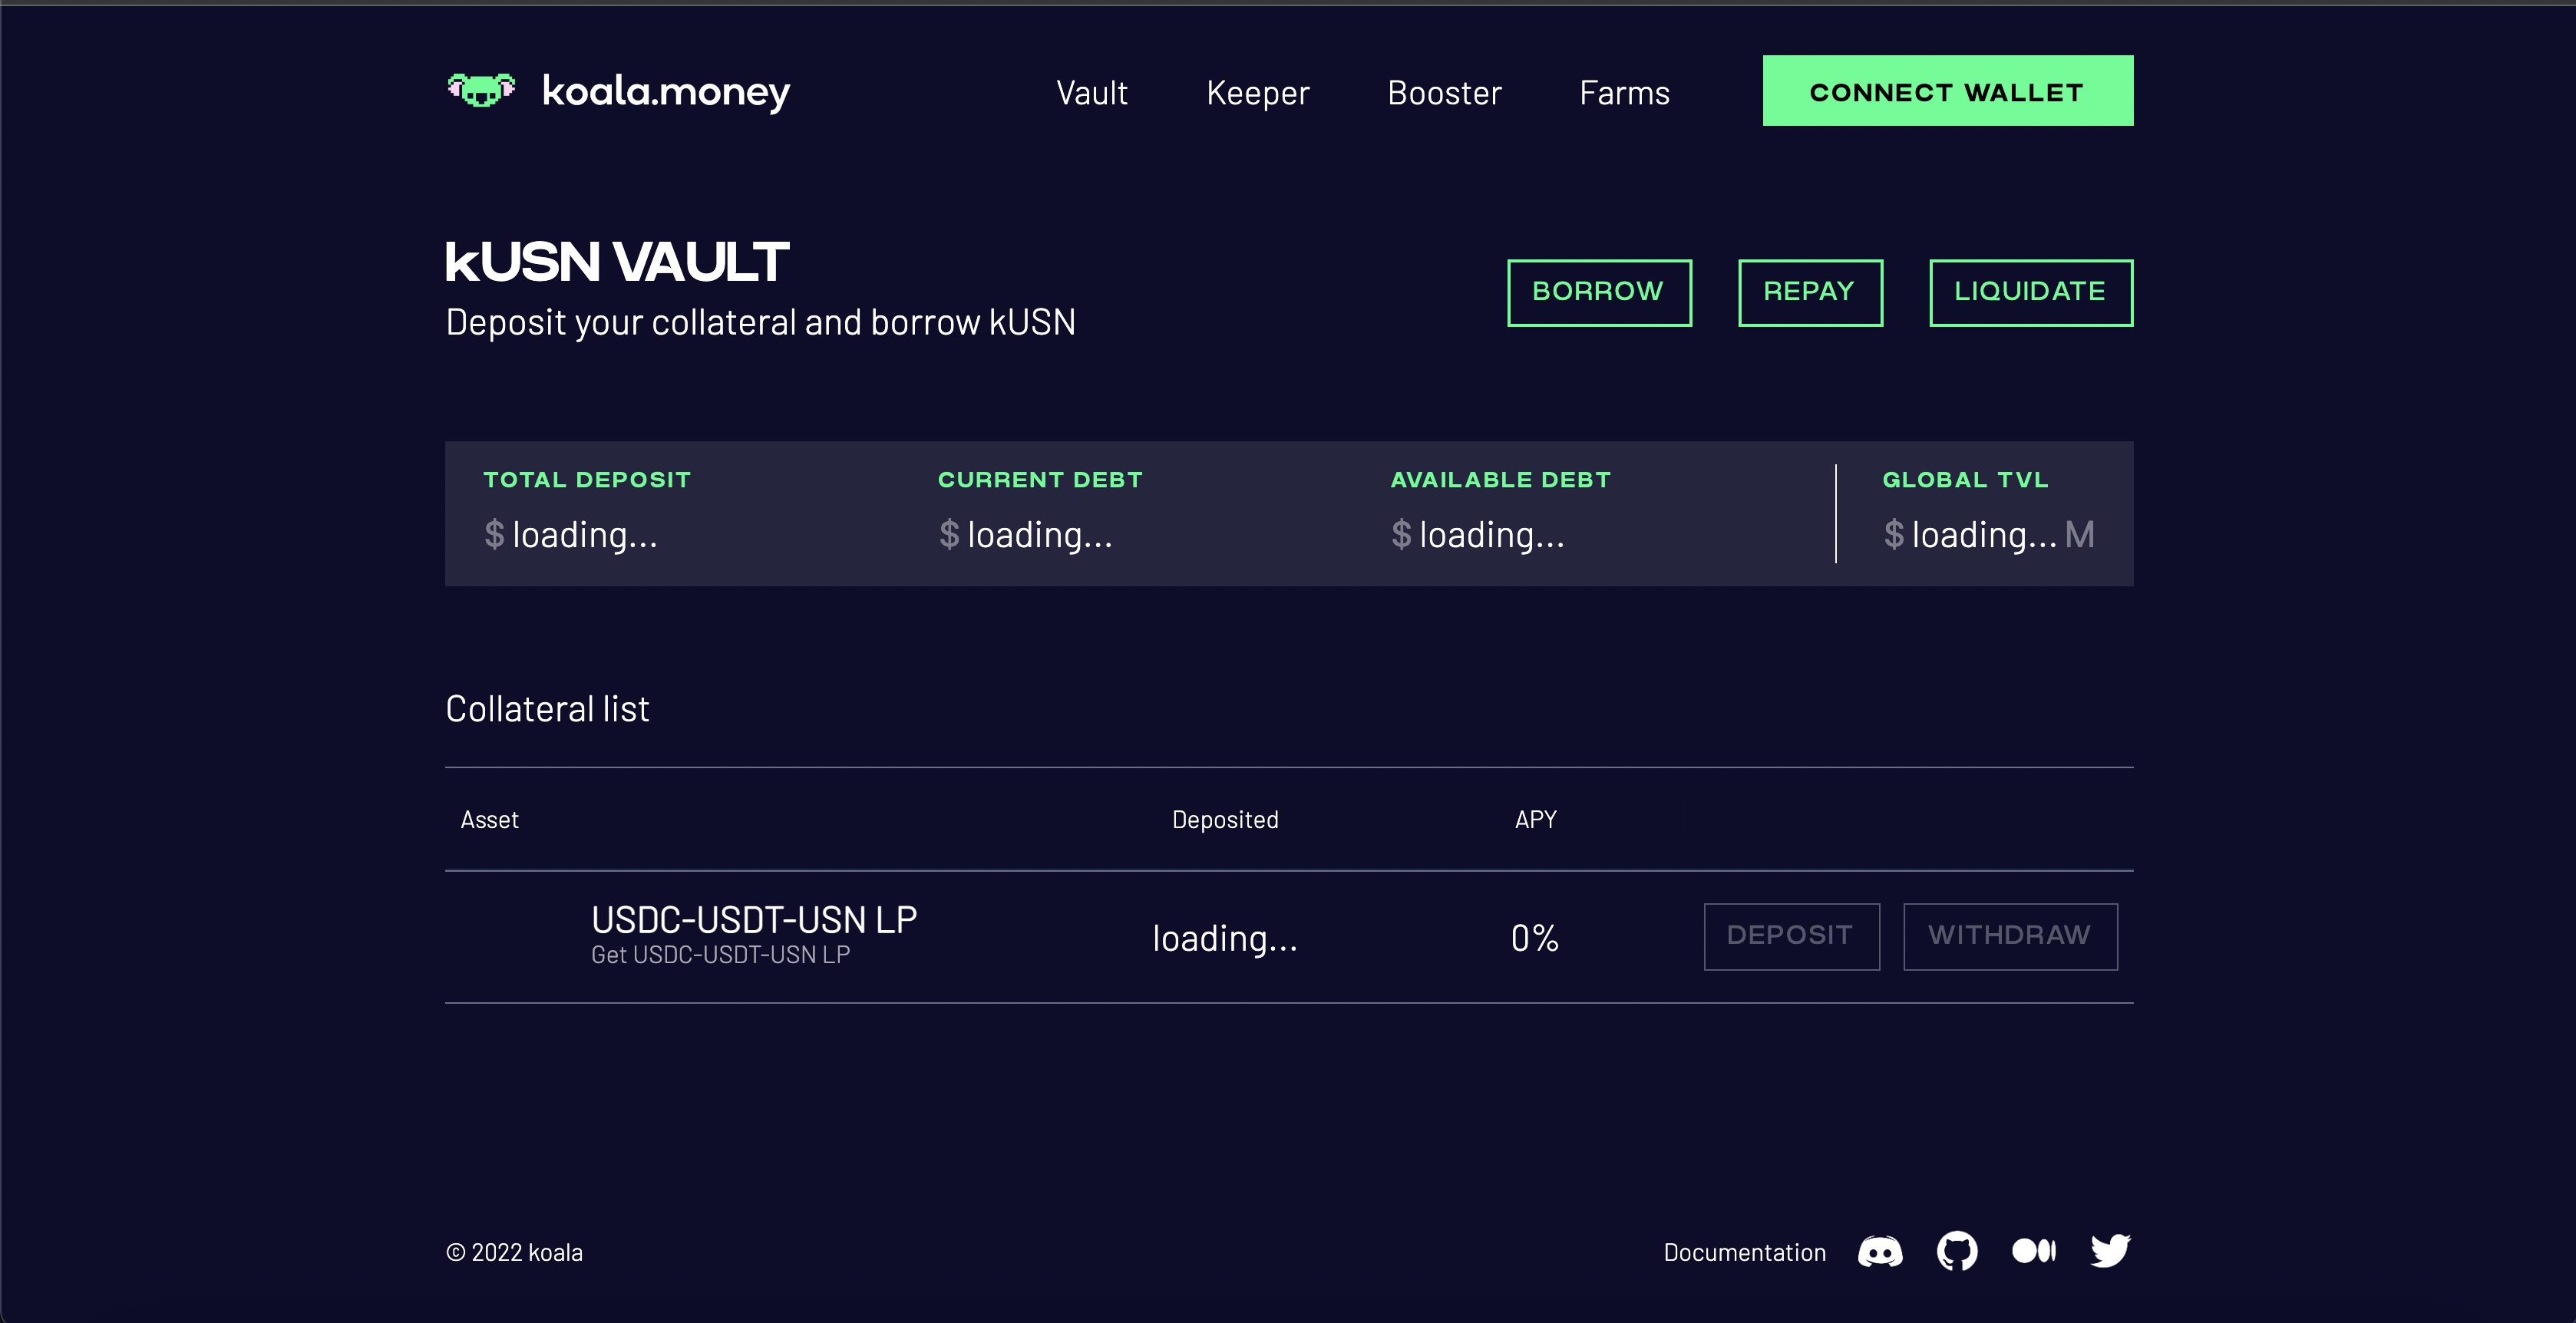 koala.money
Vault Keeper Booster Farms CONNECT WALLET
kUSN VAULT
Deposit your collateral and borrow kUSN
BORROW REPAY LIQUIDATE
TOTAL DEPOSIT CURRENT DEBT AVAILABLE DEBT GLOBAL TVL
$ loading... $ loading... $ loading... $ loading... M
Collateral list
Asset Deposited APY
USDC-USDT-USN LP
Get USDC-USDT-USN LP
loading... 0% DEPOSIT WITHDRAW
© 2022 koala Documentation